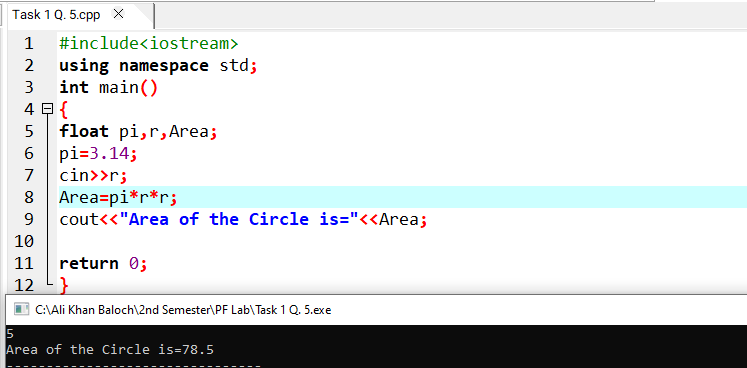 Task 1 Q. 5.cpp
1 #include<iostream>
2 using namespace std;
3 int main()
4 {
5 float pi,r,Area;
6 pi=3.14;
7 cin>>r;
8 Area=pi*r*r;
9 cout<<"Area of the Circle is="<<Area;
10
11 return 0;
12 }
C:\Ali Khan Baloch\2nd Semester\PF Lab\Task 1 Q. 5.exe
5
Area of the Circle is=78.5
--------------------------------